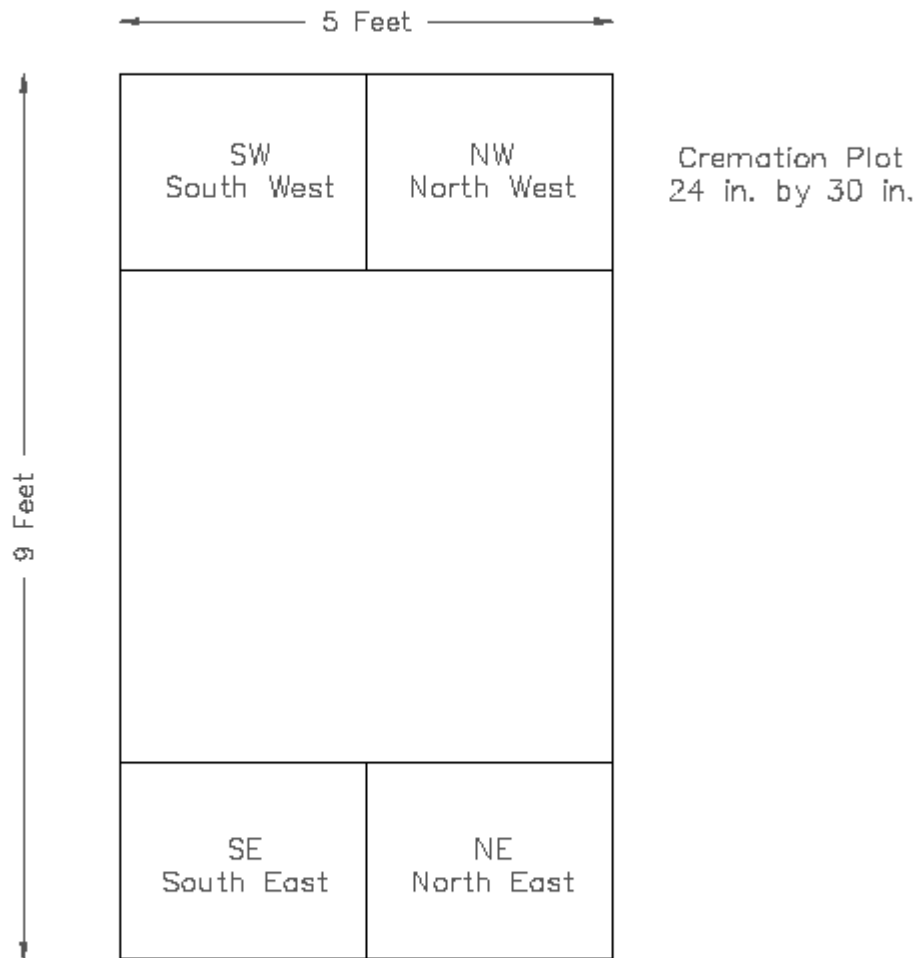 5 Feet
SW
South West
NW
North West
Cremation Plot
24 in. by 30 in.
9 Feet
SE
South East
NE
North East